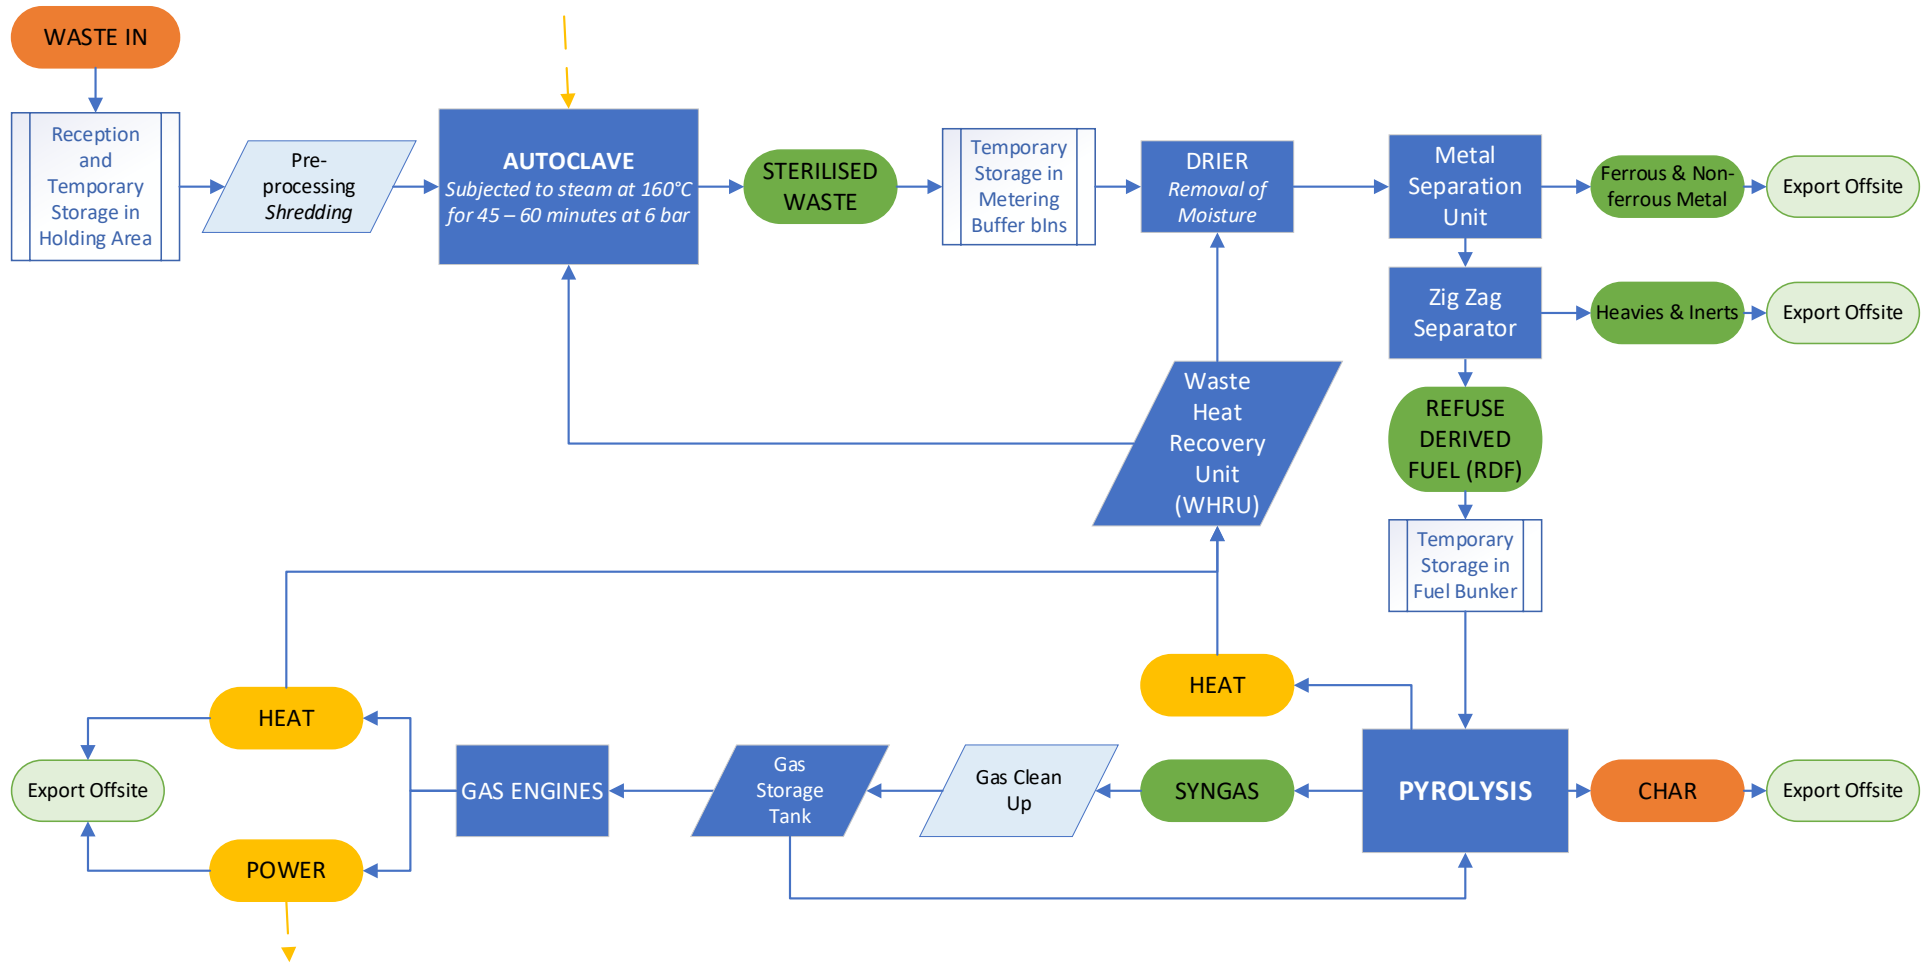 WASTE IN
Reception
and
Temporary
Storage in
Holding Area
Pre-
processing
Shredding
AUTOCLAVE
Subjected to steam at 160°C
for 45 – 60 minutes at 6 bar
STERILISED
WASTE
Temporary
Storage in
Metering
Buffer bIns
DRIER
Removal of
Moisture
Metal
Separation
Unit
Ferrous & Non-
ferrous Metal
Export Offsite
Zig Zag
Separator
Heavies & Inerts
Export Offsite
Waste
Heat
Recovery
Unit
(WHRU)
REFUSE
DERIVED
FUEL (RDF)
Temporary
Storage in
Fuel Bunker
HEAT
HEAT
Export Offsite
POWER
GAS ENGINES
Gas
Storage
Tank
Gas Clean
Up
SYNGAS
PYROLYSIS
CHAR
Export Offsite